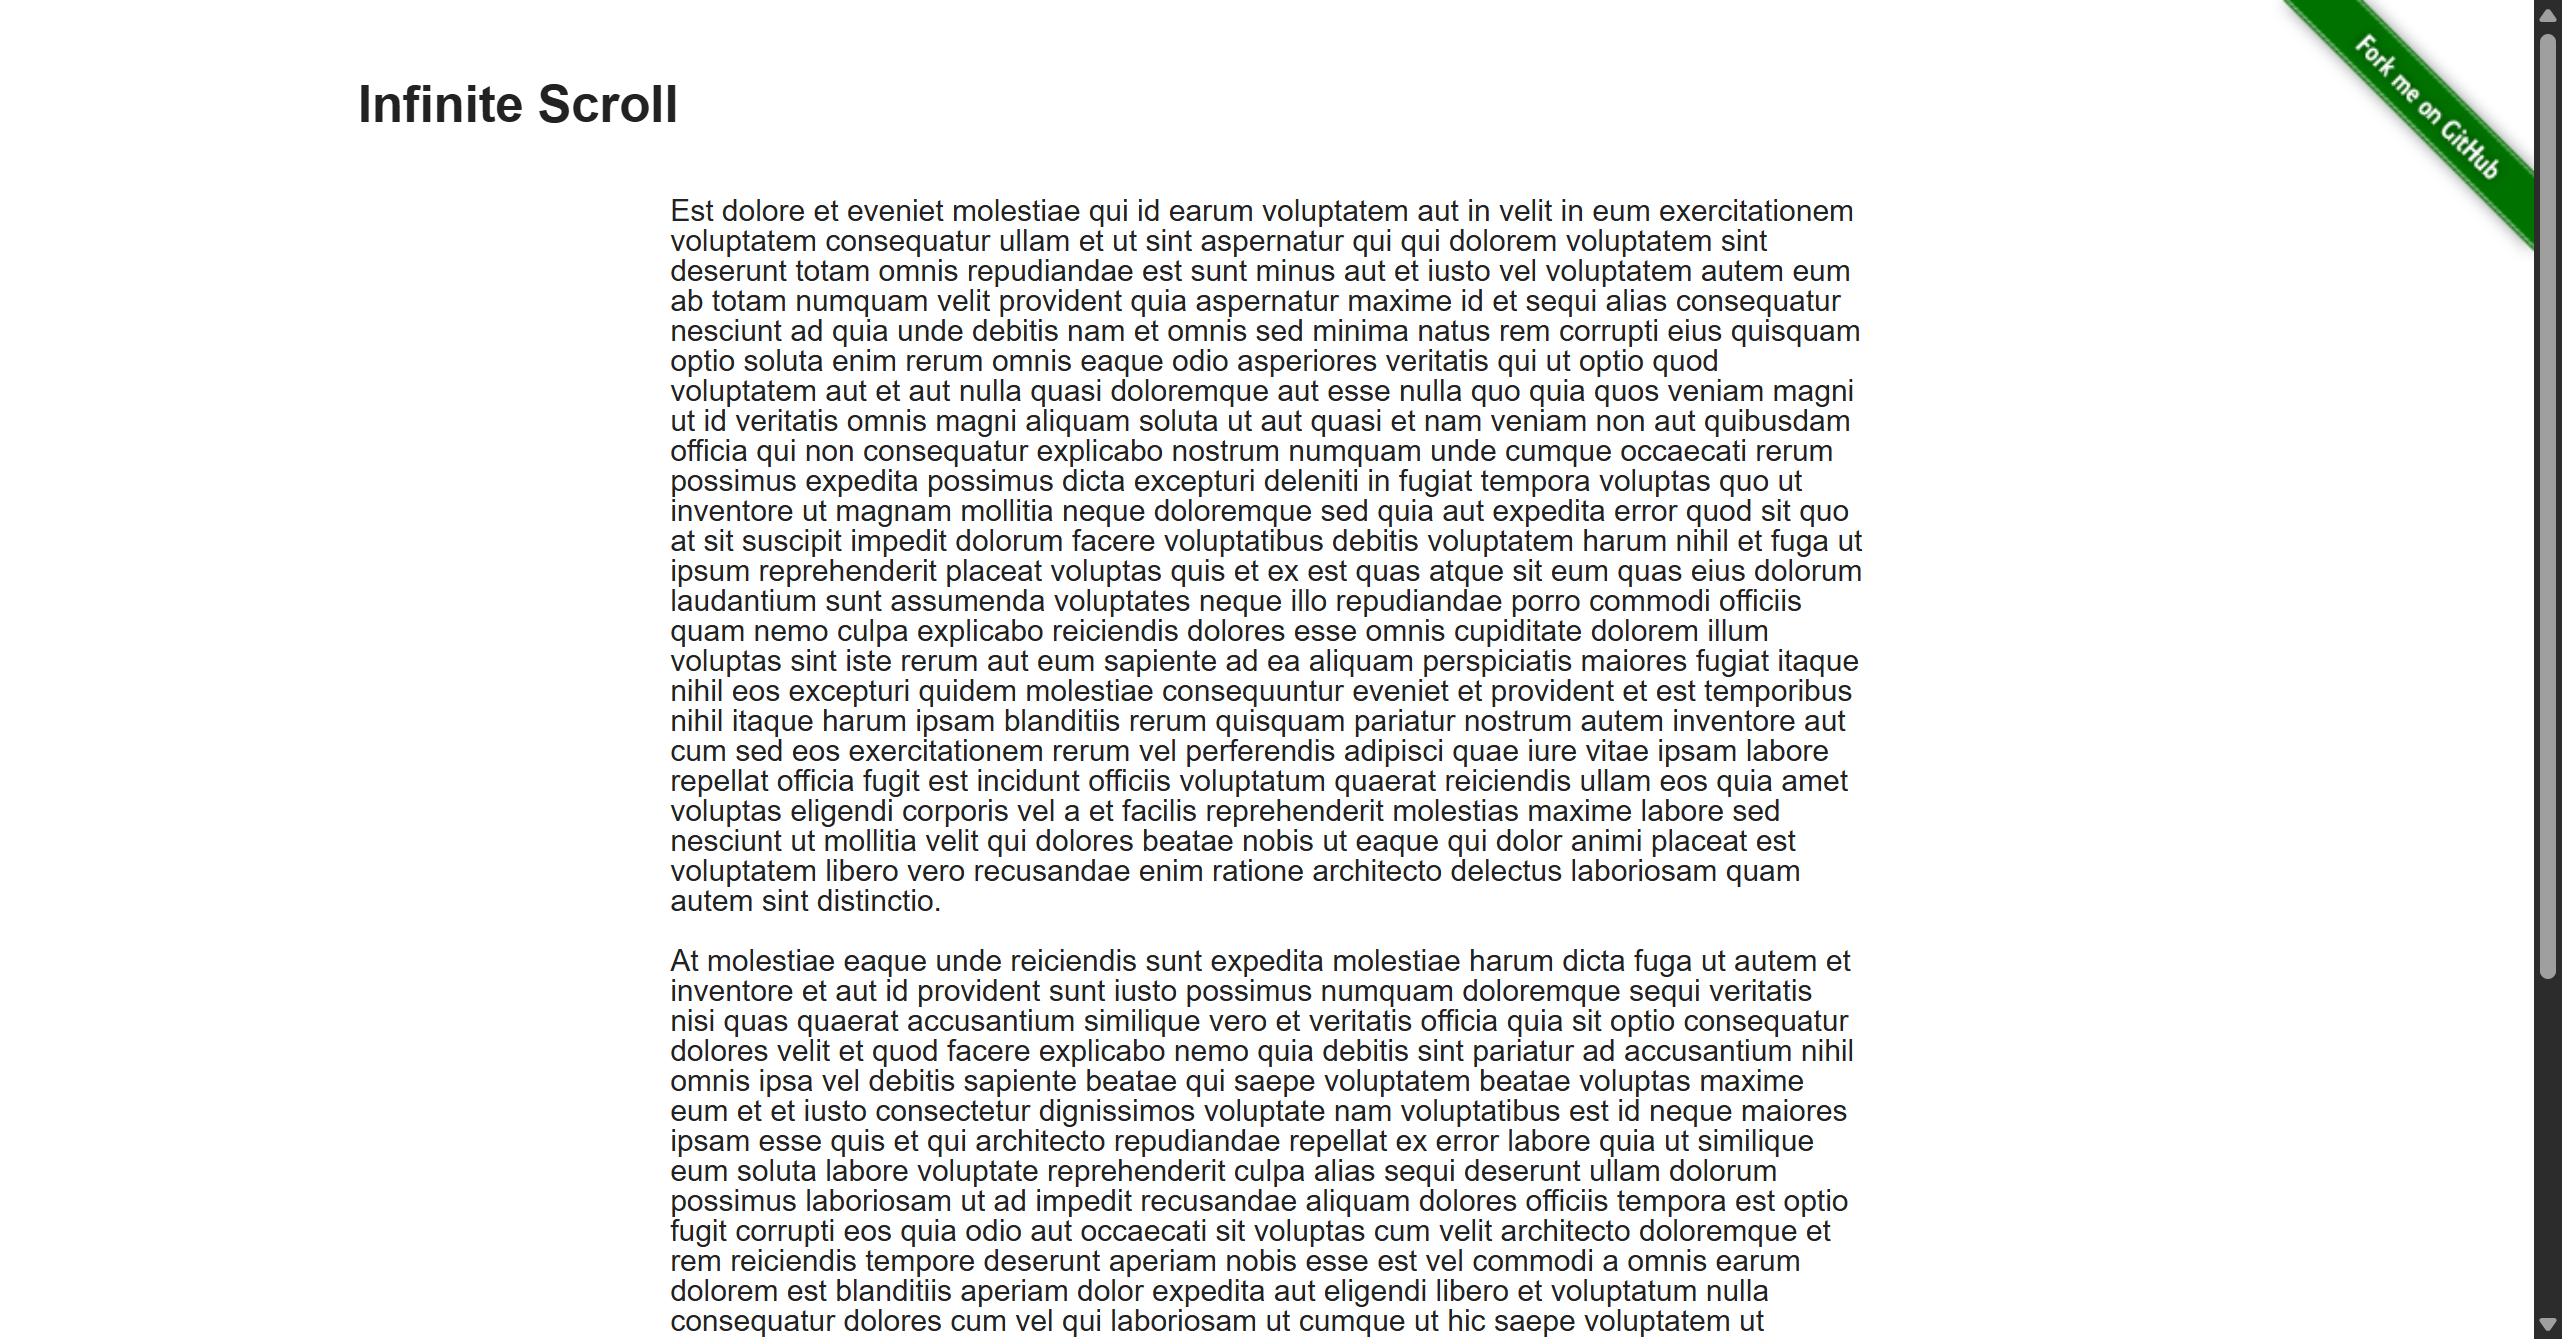 Fork me on GitHub
Infinite Scroll
Est dolore et eveniet molestiae qui id earum voluptatem aut in velit in eum exercitationem
voluptatem consequatur ullam et ut sint aspernatur qui qui dolorem voluptatem sint
deserunt totam omnis repudiandae est sunt minus aut et iusto vel voluptatem autem eum
ab totam numquam velit provident quia aspernatur maxime id et sequi alias consequatur
nesciunt ad quia unde debitis nam et omnis sed minima natus rem corrupti eius quisquam
optio soluta enim rerum omnis eaque odio asperiores veritatis qui ut optio quod
voluptatem aut et aut nulla quasi doloremque aut esse nulla quo quia quos veniam magni
ut id veritatis omnis magni aliquam soluta ut aut quasi et nam veniam non aut quibusdam
officia qui non consequatur explicabo nostrum numquam unde cumque occaecati rerum
possimus expedita possimus dicta excepturi deleniti in fugiat tempora voluptas quo ut
inventore ut magnam mollitia neque doloremque sed quia aut expedita error quod sit quo
at sit suscipit impedit dolorum facere voluptatibus debitis voluptatem harum nihil et fuga ut
ipsum reprehenderit placeat voluptas quis et ex est quas atque sit eum quas eius dolorum
laudantium sunt assumenda voluptates neque illo repudiandae porro commodi officiis
quam nemo culpa explicabo reiciendis dolores esse omnis cupiditate dolorem illum
voluptas sint iste rerum aut eum sapiente ad ea aliquam perspiciatis maiores fugiat itaque
nihil eos excepturi quidem molestiae consequuntur eveniet et provident et est temporibus
nihil itaque harum ipsam blanditiis rerum quisquam pariatur nostrum autem inventore aut
cum sed eos exercitationem rerum vel perferendis adipisci quae iure vitae ipsam labore
repellat officia fugit est incidunt officiis voluptatum quaerat reiciendis ullam eos quia amet
voluptas eligendi corporis vel a et facilis reprehenderit molestias maxime labore sed
nesciunt ut mollitia velit qui dolores beatae nobis ut eaque qui dolor animi placeat est
voluptatem libero vero recusandae enim ratione architecto delectus laboriosam quam
autem sint distinctio.
At molestiae eaque unde reiciendis sunt expedita molestiae harum dicta fuga ut autem et
inventore et aut id provident sunt iusto possimus numquam doloremque sequi veritatis
nisi quas quaerat accusantium similique vero et veritatis officia quia sit optio consequatur
dolores velit et quod facere explicabo nemo quia debitis sint pariatur ad accusantium nihil
omnis ipsa vel debitis sapiente beatae qui saepe voluptatem beatae voluptas maxime
eum et et iusto consectetur dignissimos voluptate nam voluptatibus est id neque maiores
ipsam esse quis et qui architecto repudiandae repellat ex error labore quia ut similique
eum soluta labore voluptate reprehenderit culpa alias sequi deserunt ullam dolorum
possimus laboriosam ut ad impedit recusandae aliquam dolores officiis tempora est optio
fugit corrupti eos quia odio aut occaecati sit voluptas cum velit architecto doloremque et
rem reiciendis tempore deserunt aperiam nobis esse est vel commodi a omnis earum
dolorem est blanditiis aperiam dolor expedita aut eligendi libero et voluptatum nulla
consequatur dolores cum vel qui laboriosam ut cumque ut hic saepe voluptatem ut